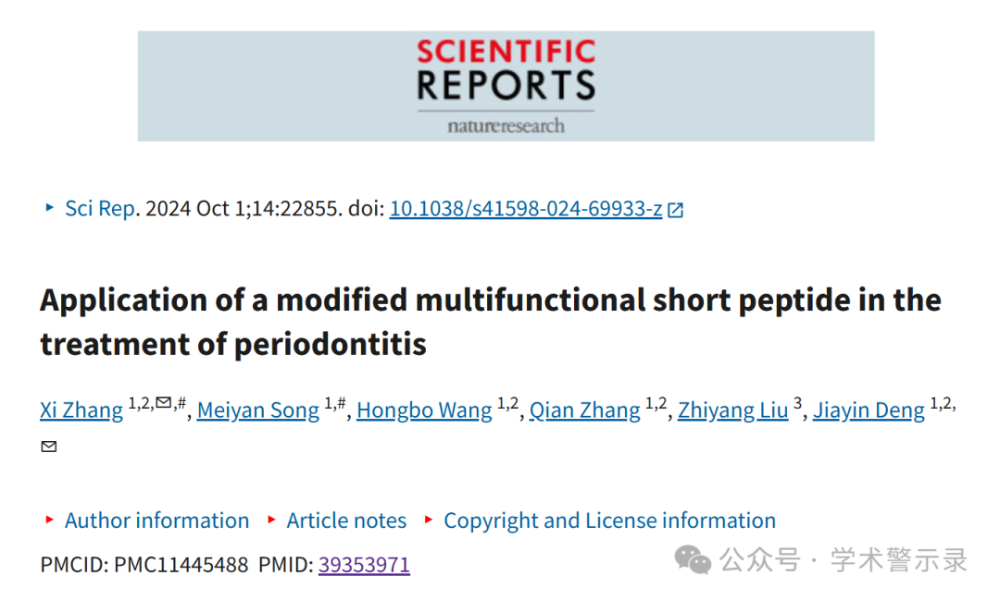 SCIENTIFIC
REPORTS
natureresearch
Sci Rep. 2024 Oct 1;14:22855. doi: 10.1038/s41598-024-69933-z
Application of a modified multifunctional short peptide in the
treatment of periodontitis
Xi Zhang 1,2,✉,#, Meiyan Song 1,#, Hongbo Wang 1,2, Qian Zhang 1,2, Zhiyang Liu 3, Jiayin Deng 1,2,
✉
Author information Article notes Copyright and License information
PMCID: PMC11445488 PMID: 39353971
公众号 · 学术警示录